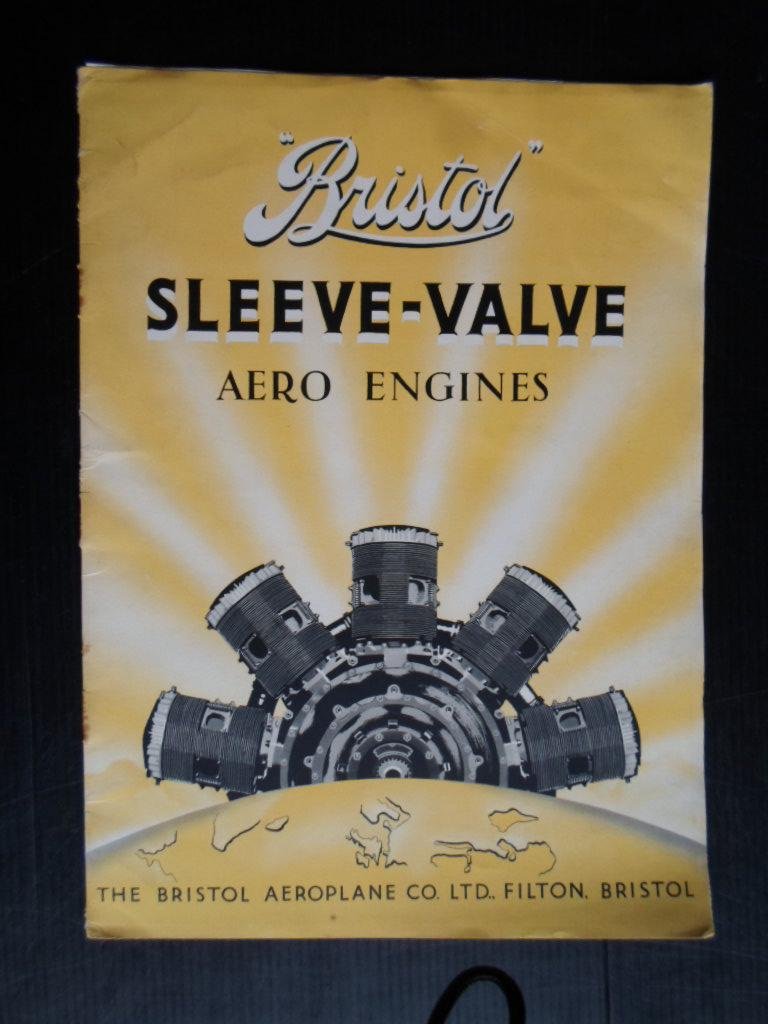 "Bristol"
SLEEVE-VALVE
AERO ENGINES
THE BRISTOL AEROPLANE CO. LTD., FILTON, BRISTOL